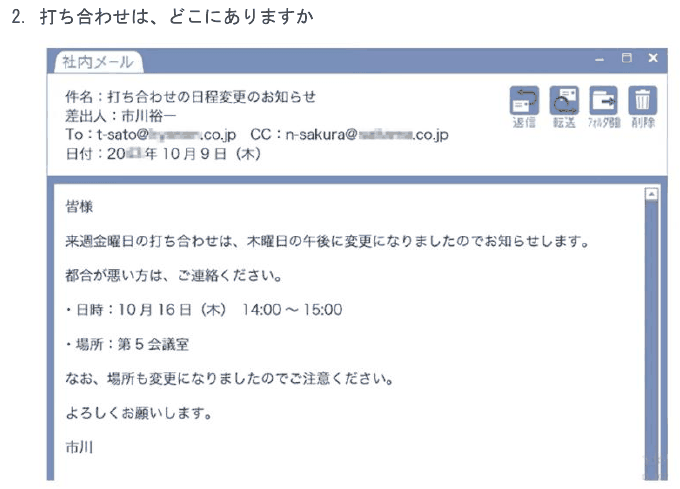 2. 打ち合わせは、どこにありますか
社内メール
件名：打ち合わせの日程変更のお知らせ
差出人：市川裕一
To：t-sato@ .co.jp CC：n-sakura@ .co.jp
日付：20 年10月9日（木）
返信 転送 削除
皆様
来週金曜日の打ち合わせは、木曜日の午後に変更になりましたのでお知らせします。
都合が悪い方は、ご連絡ください。
・日時：10月16日（木） 14:00～15:00
・場所：第5会議室
なお、場所も変更になりましたのでご注意ください。
よろしくお願いします。
市川